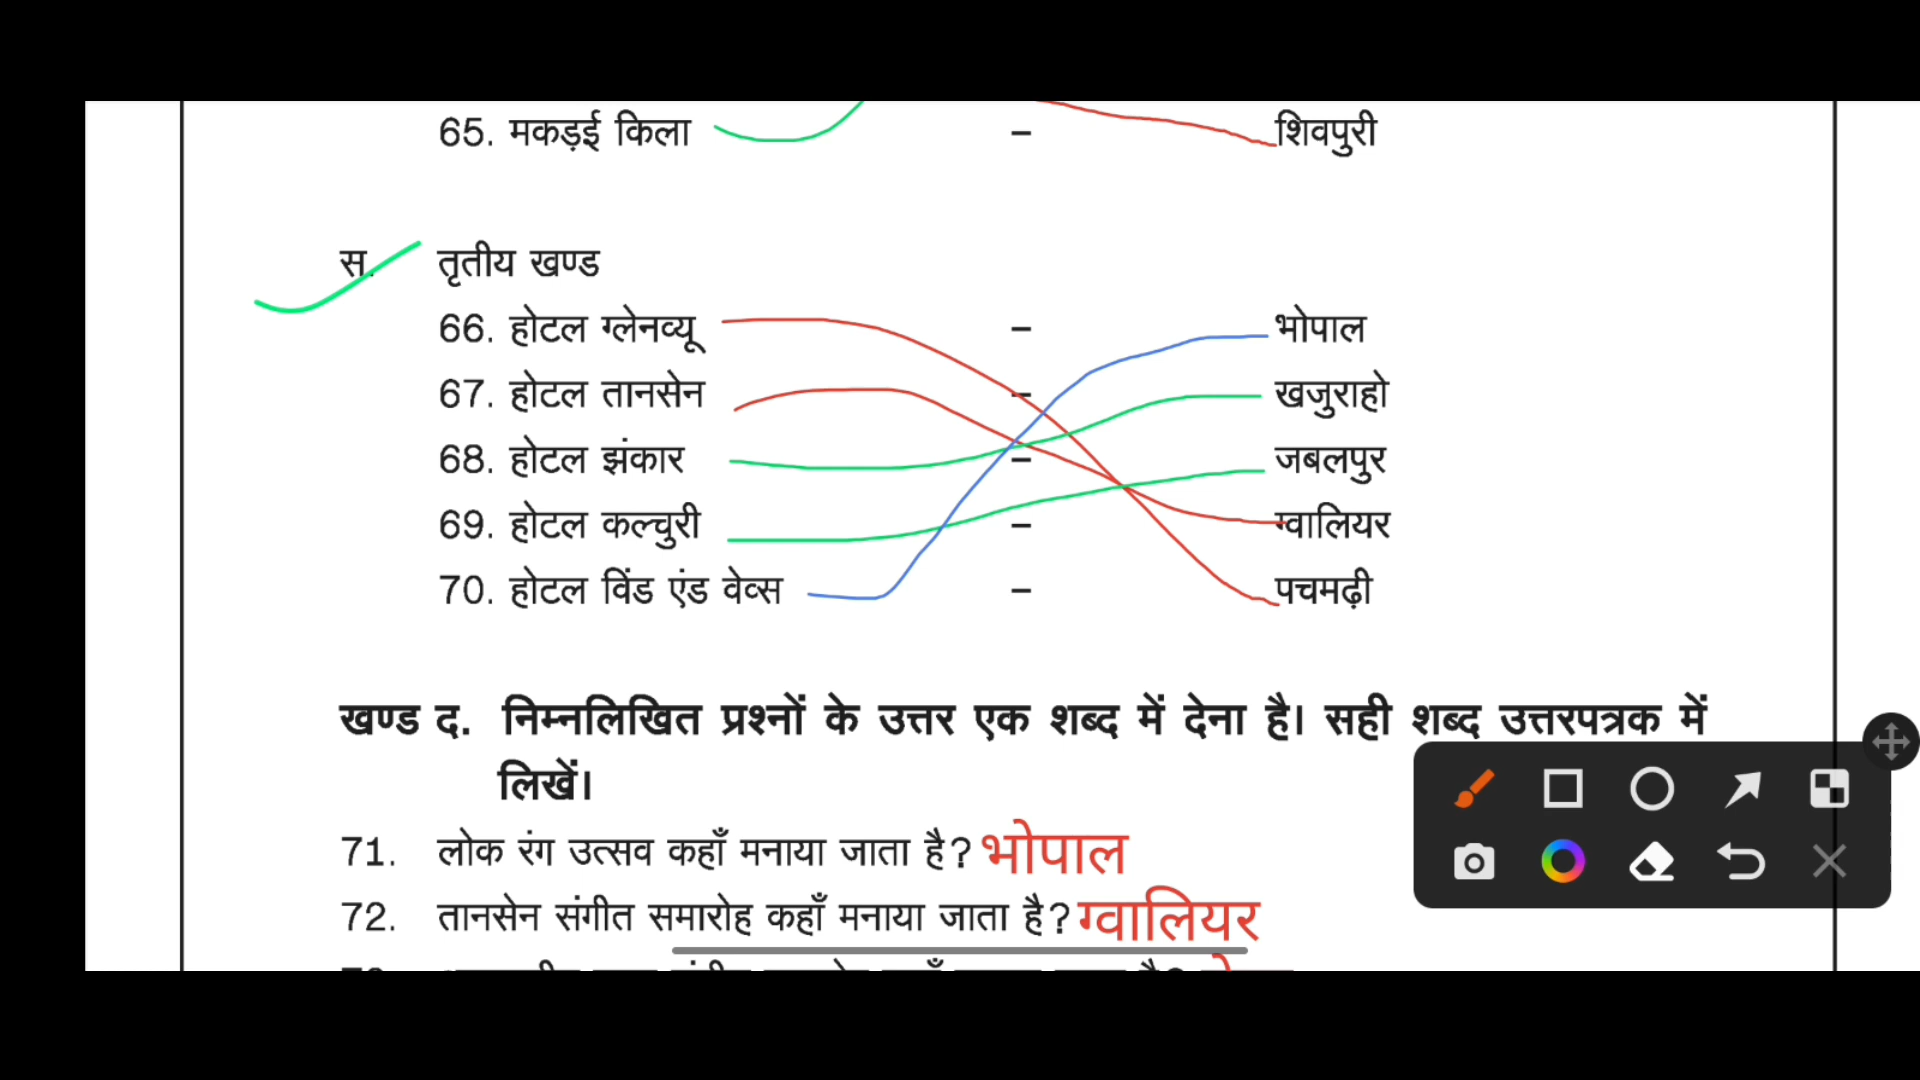 65. मकड़ई किला – शिवपुरी
स. तृतीय खण्ड
66. होटल ग्लेनव्यू – भोपाल
67. होटल तानसेन – खजुराहो
68. होटल झंकार – जबलपुर
69. होटल कल्चुरी – ग्वालियर
70. होटल विंड एंड वेव्स – पचमढ़ी
खण्ड द. निम्नलिखित प्रश्नों के उत्तर एक शब्द में देना है। सही शब्द उत्तरपत्रक में
लिखें।
71. लोक रंग उत्सव कहाँ मनाया जाता है? भोपाल
72. तानसेन संगीत समारोह कहाँ मनाया जाता है? ग्वालियर